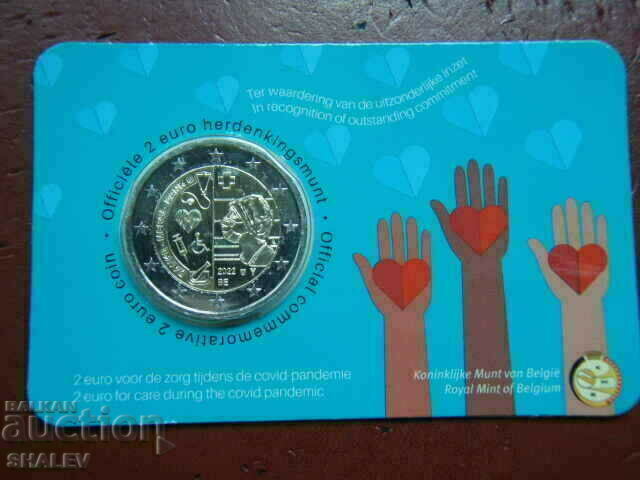 Ter waardering van de uitzonderlijke inzet
In recognition of outstanding commitment
• Officiële 2 euro herdenkingsmunt •
Official commemorative 2 euro coin
2022
BE
2 euro voor de zorg tijdens de covid-pandemie
2 euro for care during the covid pandemic
Koninklijke Munt van België
Royal Mint of Belgium
BALKAN
auction
SHALEV